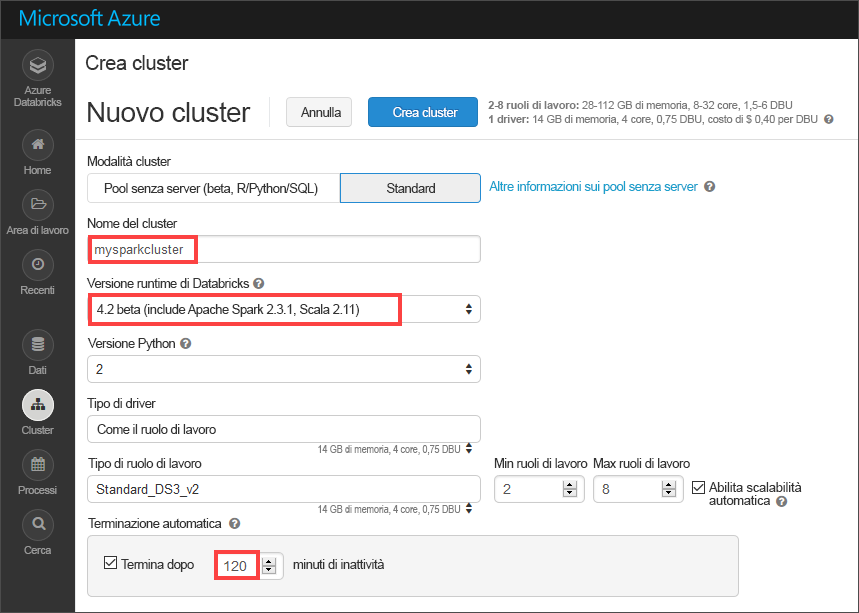 Microsoft Azure
Azure
Databricks
Home
Area di lavoro
Recenti
Dati
Cluster
Processi
Cerca
Crea cluster
Nuovo cluster
Annulla
Crea cluster
2-8 ruoli di lavoro: 28-112 GB di memoria, 8-32 core, 1,5-6 DBU
1 driver: 14 GB di memoria, 4 core, 0,75 DBU, costo di $ 0,40 per DBU ?
Modalità cluster
Pool senza server (beta, R/Python/SQL)
Standard
Altre informazioni sui pool senza server ?
Nome del cluster
mysparkcluster
Versione runtime di Databricks ?
4.2 beta (include Apache Spark 2.3.1, Scala 2.11)
Versione Python ?
2
Tipo di driver
Come il ruolo di lavoro
14 GB di memoria, 4 core, 0,75 DBU
Tipo di ruolo di lavoro
Min ruoli di lavoro
Max ruoli di lavoro
Standard_DS3_v2
2
8
Abilita scalabilità
automatica ?
14 GB di memoria, 4 core, 0,75 DBU
Terminazione automatica ?
Termina dopo
120
minuti di inattività